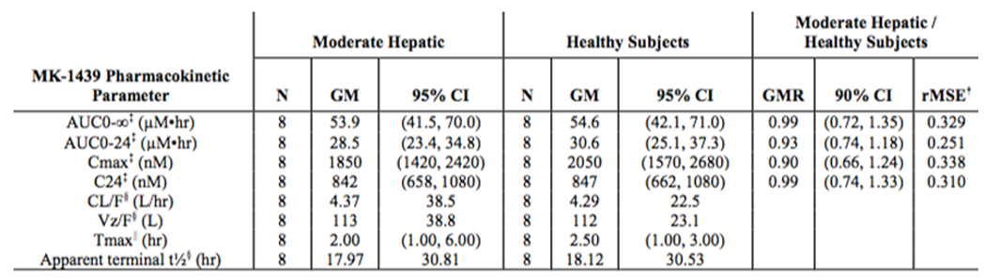 Moderate Hepatic Healthy Subjects Moderate Hepatic / Healthy Subjects
MK-1439 Pharmacokinetic Parameter N GM 95% CI N GM 95% CI GMR 90% CI rMSE†
AUC0-∞‡ (µM•hr) 8 53.9 (41.5, 70.0) 8 54.6 (42.1, 71.0) 0.99 (0.72, 1.35) 0.329
AUC0-24‡ (µM•hr) 8 28.5 (23.4, 34.8) 8 30.6 (25.1, 37.3) 0.93 (0.74, 1.18) 0.251
Cmax‡ (nM) 8 1850 (1420, 2420) 8 2050 (1570, 2680) 0.90 (0.66, 1.24) 0.338
C24‡ (nM) 8 842 (658, 1080) 8 847 (662, 1080) 0.99 (0.74, 1.33) 0.310
CL/F§ (L/hr) 8 4.37 38.5 8 4.29 22.5
Vz/F§ (L) 8 113 38.8 8 112 23.1
Tmax (hr) 8 2.00 (1.00, 6.00) 8 2.50 (1.00, 3.00)
Apparent terminal t½§ (hr) 8 17.97 30.81 8 18.12 30.53